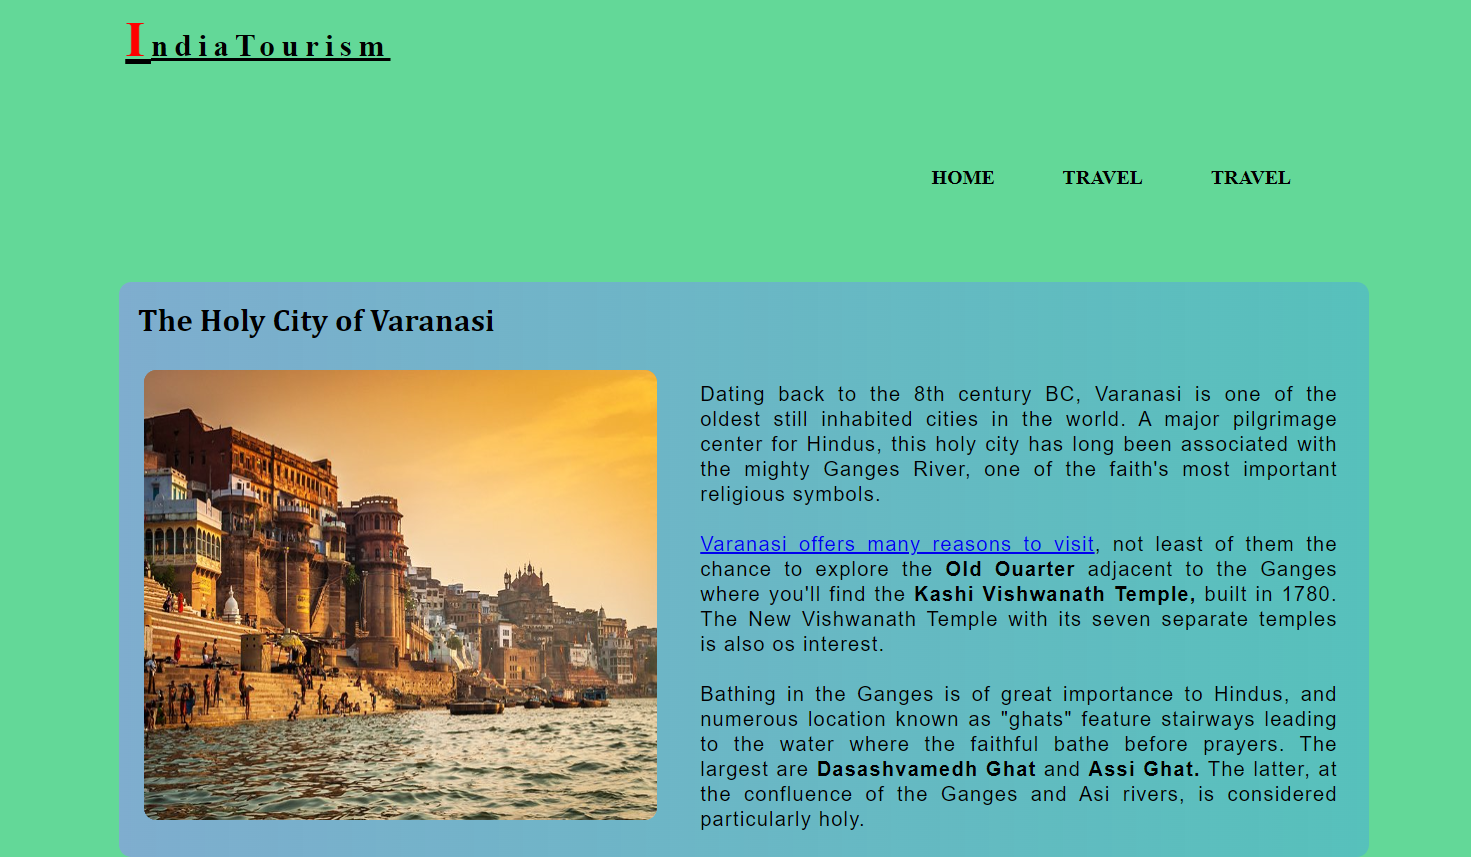 IndiaTourism
HOME TRAVEL TRAVEL
The Holy City of Varanasi
Dating back to the 8th century BC, Varanasi is one of the
oldest still inhabited cities in the world. A major pilgrimage
center for Hindus, this holy city has long been associated with
the mighty Ganges River, one of the faith's most important
religious symbols.
Varanasi offers many reasons to visit, not least of them the
chance to explore the Old Ouarter adjacent to the Ganges
where you'll find the Kashi Vishwanath Temple, built in 1780.
The New Vishwanath Temple with its seven separate temples
is also os interest.
Bathing in the Ganges is of great importance to Hindus, and
numerous location known as "ghats" feature stairways leading
to the water where the faithful bathe before prayers. The
largest are Dasashvamedh Ghat and Assi Ghat. The latter, at
the confluence of the Ganges and Asi rivers, is considered
particularly holy.